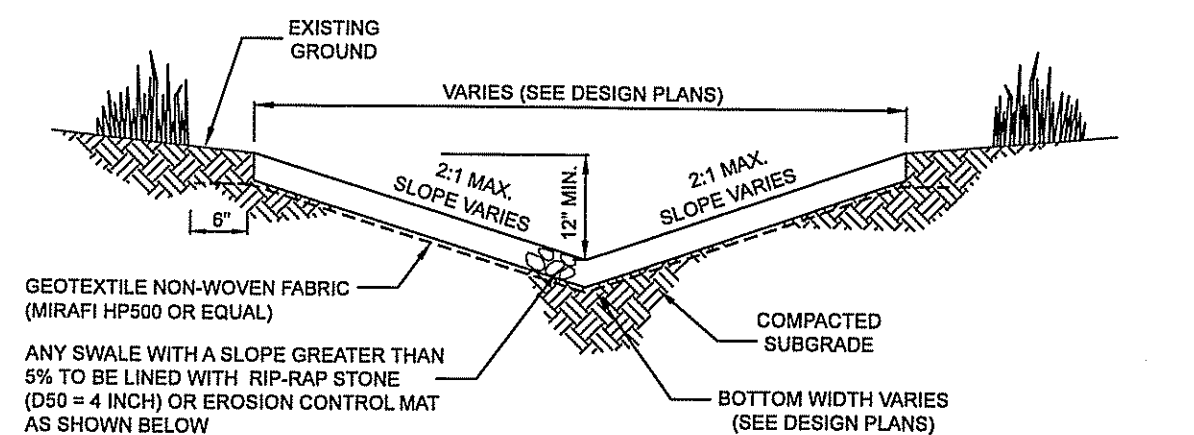 EXISTING
GROUND
VARIES (SEE DESIGN PLANS)
2:1 MAX.
SLOPE VARIES
12" MIN.
2:1 MAX.
SLOPE VARIES
6"
GEOTEXTILE NON-WOVEN FABRIC
(MIRAFI HP500 OR EQUAL)
COMPACTED
SUBGRADE
ANY SWALE WITH A SLOPE GREATER THAN
5% TO BE LINED WITH RIP-RAP STONE
(D50 = 4 INCH) OR EROSION CONTROL MAT
AS SHOWN BELOW
BOTTOM WIDTH VARIES
(SEE DESIGN PLANS)